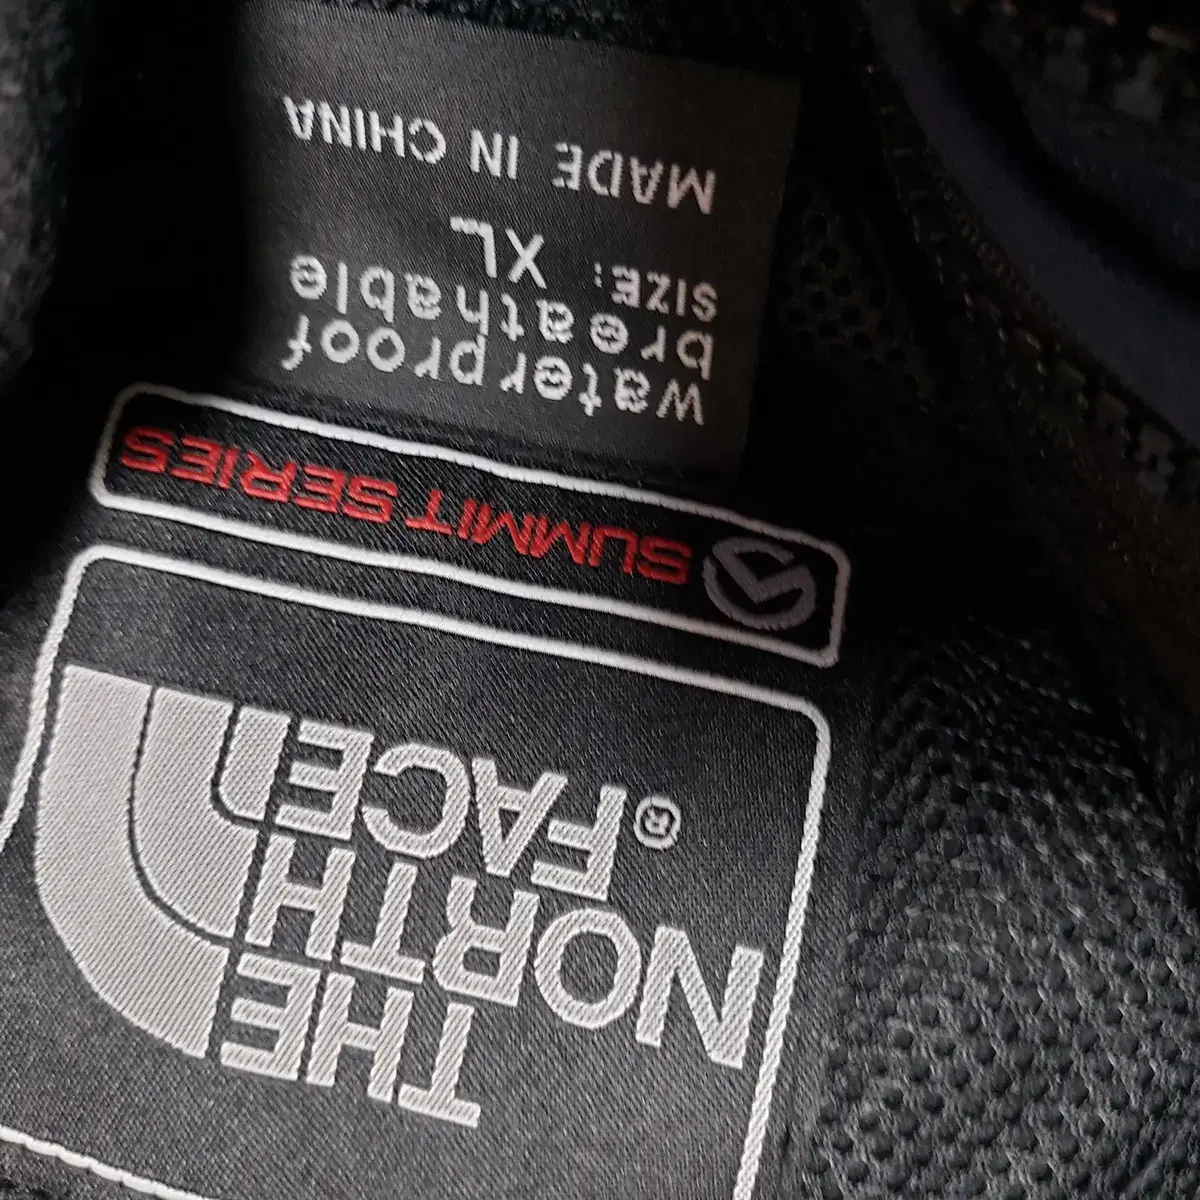 THE
NORTH
FACE®
SUMMIT SERIES
waterproof
breathable
SIZE: XL
MADE IN CHINA